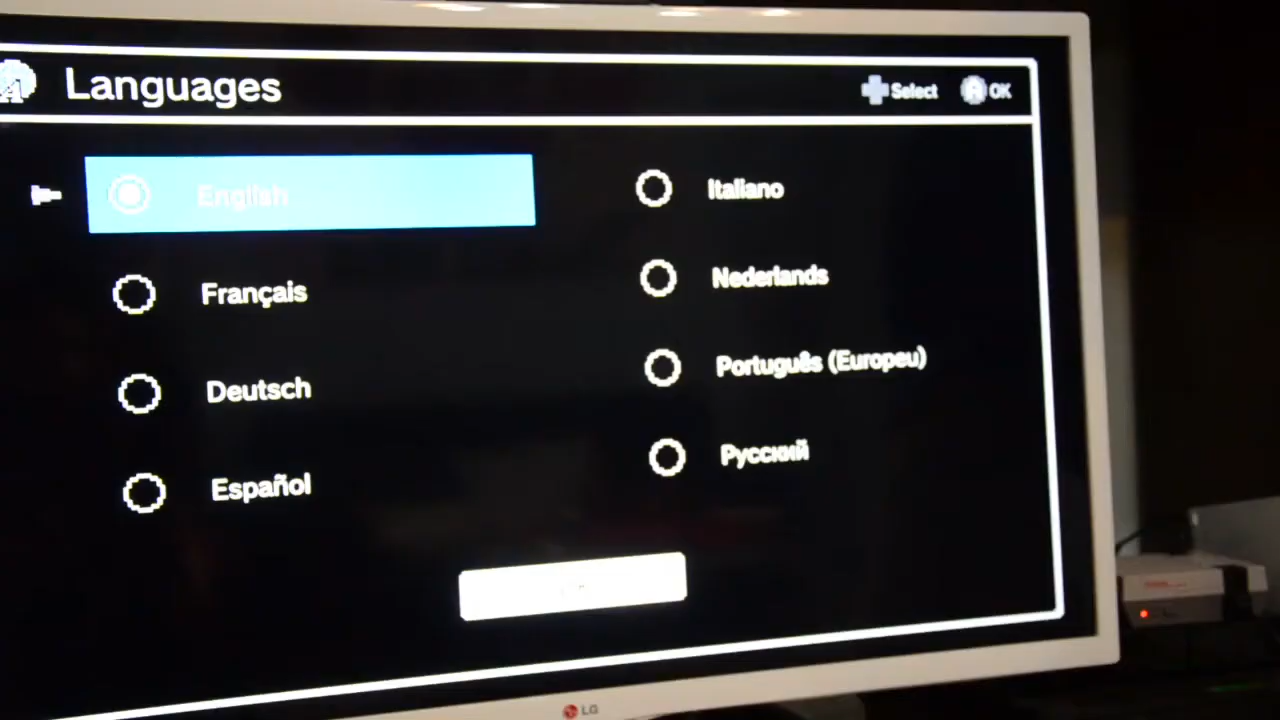 Languages
Select
OK
English
Français
Deutsch
Español
Italiano
Nederlands
Português (Europeu)
Русский
LG